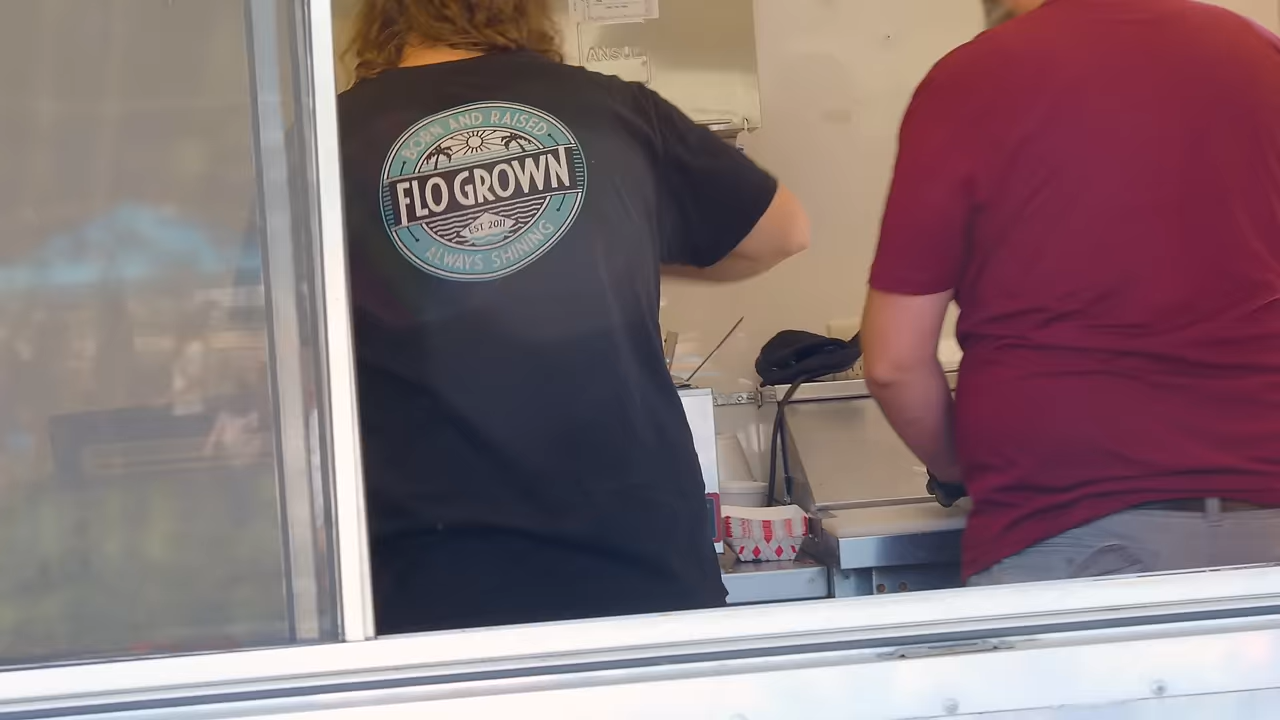 ANSUL
BORN AND RAISED
FLO GROWN
EST. 2011
ALWAYS SHINING